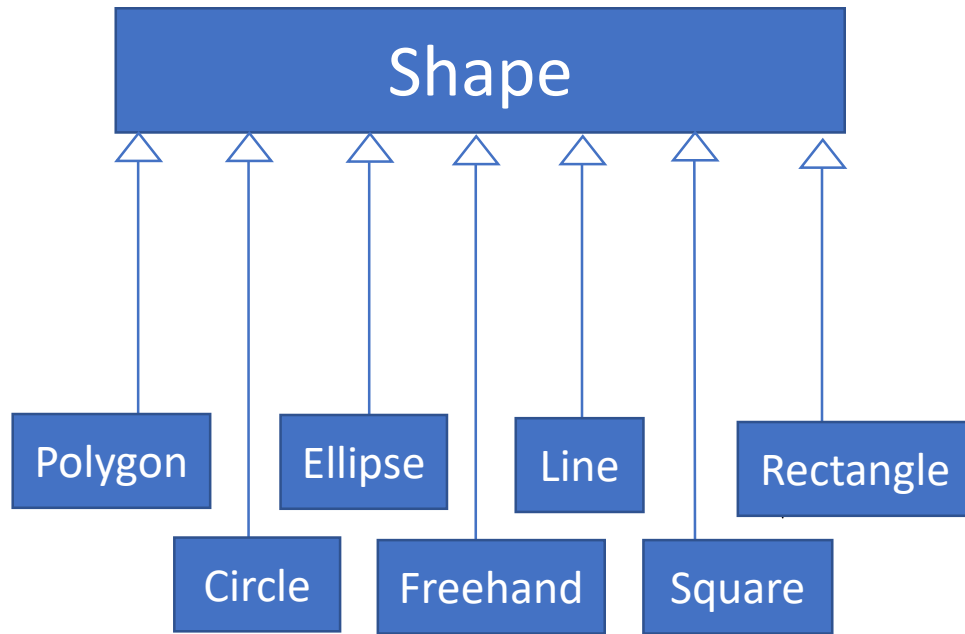 Shape
Polygon
Ellipse
Line
Rectangle
Circle
Freehand
Square